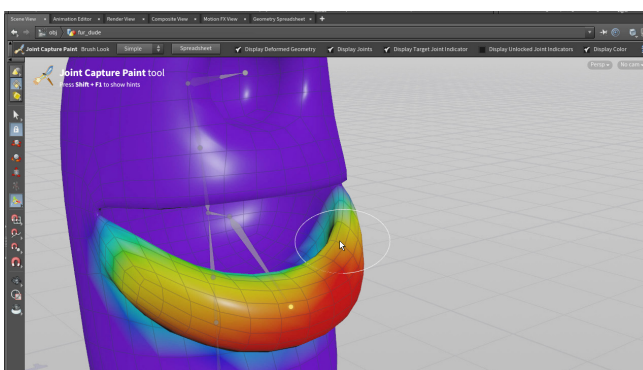 Scene View × Animation Editor × Render View × Composite View × Motion FX View × Geometry Spreadsheet × +
obj fur_dude
Joint Capture Paint Brush Look Simple Spreadsheet Display Deformed Geometry Display Joints Display Target Joint Indicator Display Unlocked Joint Indicators Display Color
Joint Capture Paint tool Persp No cam
Press Shift + F1 to show hints